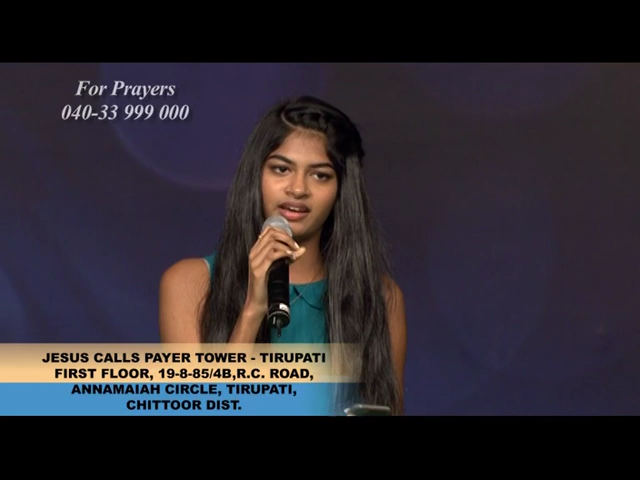 For Prayers
040-33 999 000
JESUS CALLS PAYER TOWER - TIRUPATI
FIRST FLOOR, 19-8-85/4B,R.C. ROAD,
ANNAMAIAH CIRCLE, TIRUPATI,
CHITTOOR DIST.